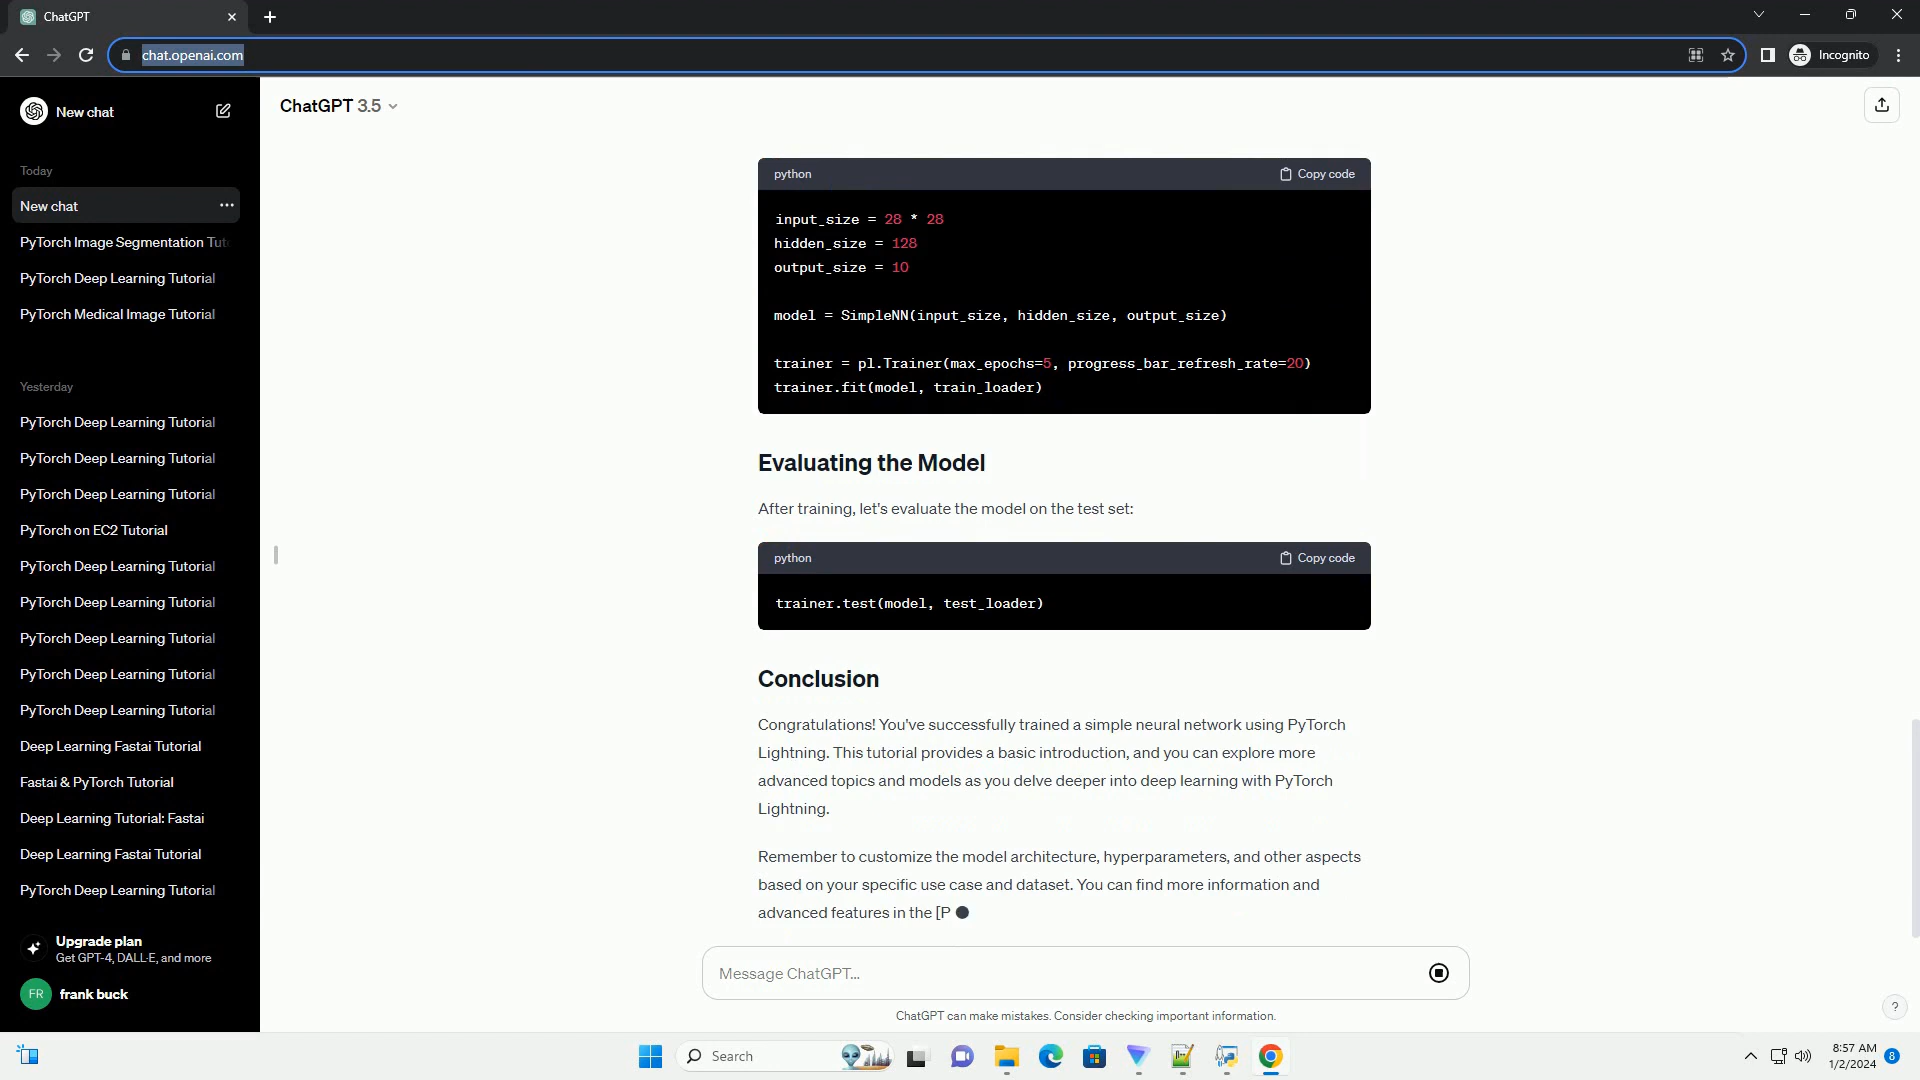 ChatGPT
chat.openai.com
Incognito
New chat
ChatGPT 3.5
Today
New chat
PyTorch Image Segmentation Tut
PyTorch Deep Learning Tutorial
PyTorch Medical Image Tutorial
Yesterday
PyTorch Deep Learning Tutorial
PyTorch Deep Learning Tutorial
PyTorch Deep Learning Tutorial
PyTorch on EC2 Tutorial
PyTorch Deep Learning Tutorial
PyTorch Deep Learning Tutorial
PyTorch Deep Learning Tutorial
PyTorch Deep Learning Tutorial
PyTorch Deep Learning Tutorial
Deep Learning Fastai Tutorial
Fastai & PyTorch Tutorial
Deep Learning Tutorial: Fastai
Deep Learning Fastai Tutorial
PyTorch Deep Learning Tutorial
Upgrade plan
Get GPT-4, DALL·E, and more
FR frank buck
python Copy code
input_size = 28 * 28
hidden_size = 128
output_size = 10
model = SimpleNN(input_size, hidden_size, output_size)
trainer = pl.Trainer(max_epochs=5, progress_bar_refresh_rate=20)
trainer.fit(model, train_loader)
Evaluating the Model
After training, let's evaluate the model on the test set:
python Copy code
trainer.test(model, test_loader)
Conclusion
Congratulations! You've successfully trained a simple neural network using PyTorch
Lightning. This tutorial provides a basic introduction, and you can explore more
advanced topics and models as you delve deeper into deep learning with PyTorch
Lightning.
Remember to customize the model architecture, hyperparameters, and other aspects
based on your specific use case and dataset. You can find more information and
advanced features in the [P
Message ChatGPT...
ChatGPT can make mistakes. Consider checking important information.
?
Search
8:57 AM
1/2/2024
8